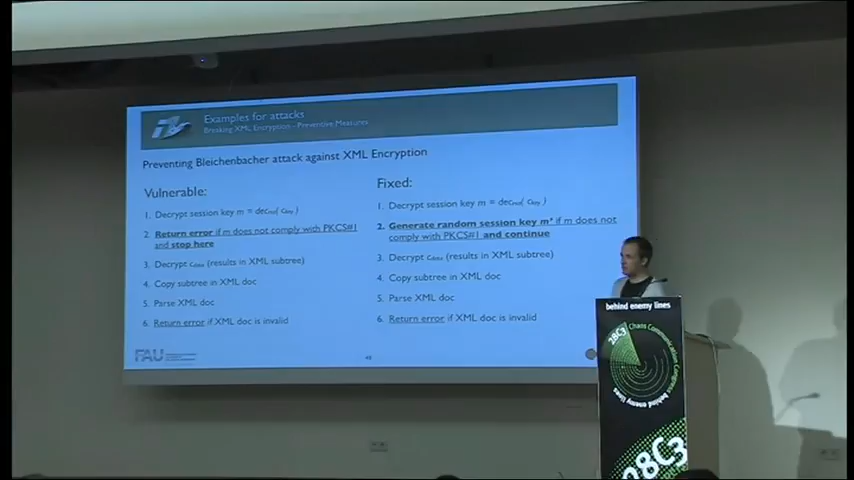 Examples for attacks
Breaking XML Encryption - Preventive Measures
Preventing Bleichenbacher attack against XML Encryption
Vulnerable:
1. Decrypt session key m = dec
2. Return error if m does not comply with PKCS#1
and stop here
3. Decrypt cdata (results in XML subtree)
4. Copy subtree in XML doc
5. Parse XML doc
6. Return error if XML doc is invalid
Fixed:
1. Decrypt session key m = dec
2. Generate random session key m' if m does not
comply with PKCS#1 and continue
3. Decrypt cdata (results in XML subtree)
4. Copy subtree in XML doc
5. Parse XML doc
6. Return error if XML doc is invalid
FAU
48
behind enemy lines
28C3
Chaos Communication Congress
behind enemy lines
28C3